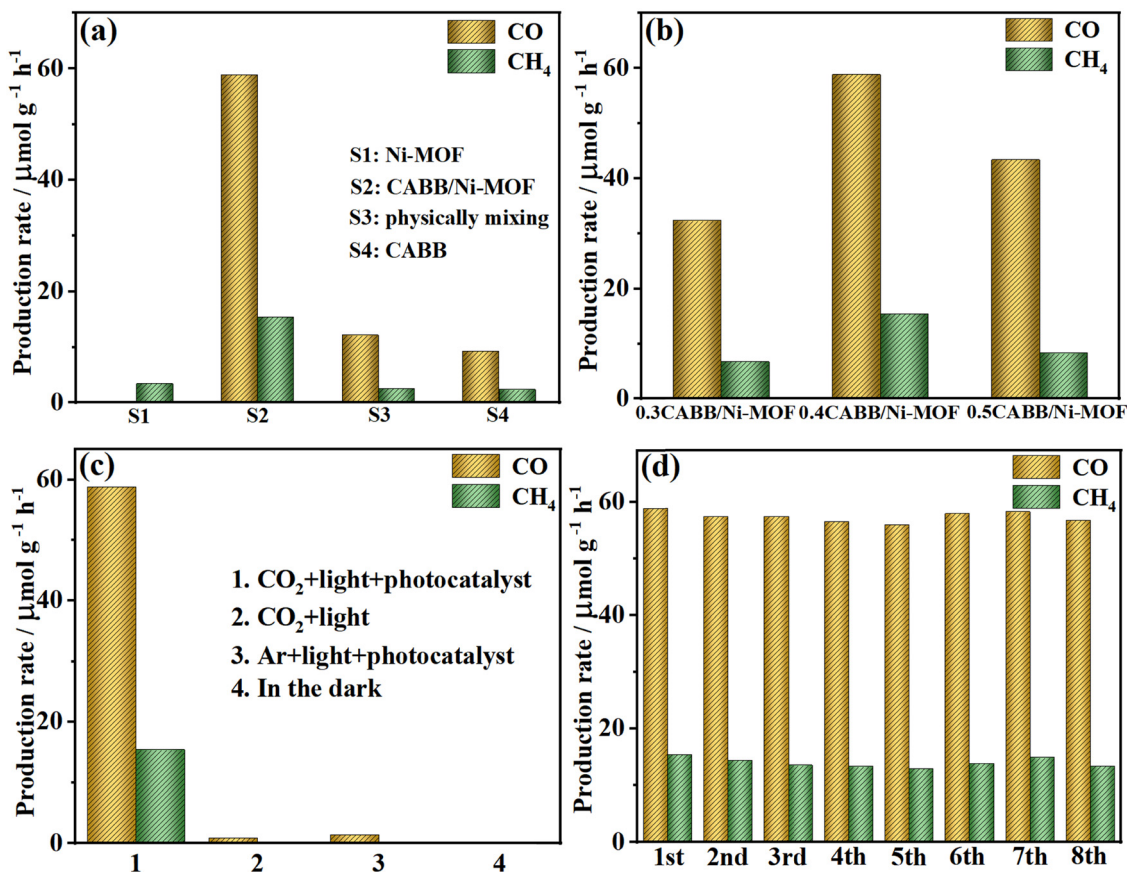 (a)
CO
CH₄
Production rate / μmol g⁻¹ h⁻¹
60
40
20
0
S1: Ni-MOF
S2: CABB/Ni-MOF
S3: physically mixing
S4: CABB
S1 S2 S3 S4
(b)
CO
CH₄
Production rate / μmol g⁻¹ h⁻¹
60
40
20
0
0.3CABB/Ni-MOF 0.4CABB/Ni-MOF 0.5CABB/Ni-MOF
(c)
CO
CH₄
Production rate / μmol g⁻¹ h⁻¹
60
40
20
0
1. CO₂+light+photocatalyst
2. CO₂+light
3. Ar+light+photocatalyst
4. In the dark
1 2 3 4
(d)
CO
CH₄
Production rate / μmol g⁻¹ h⁻¹
60
40
20
0
1st 2nd 3rd 4th 5th 6th 7th 8th